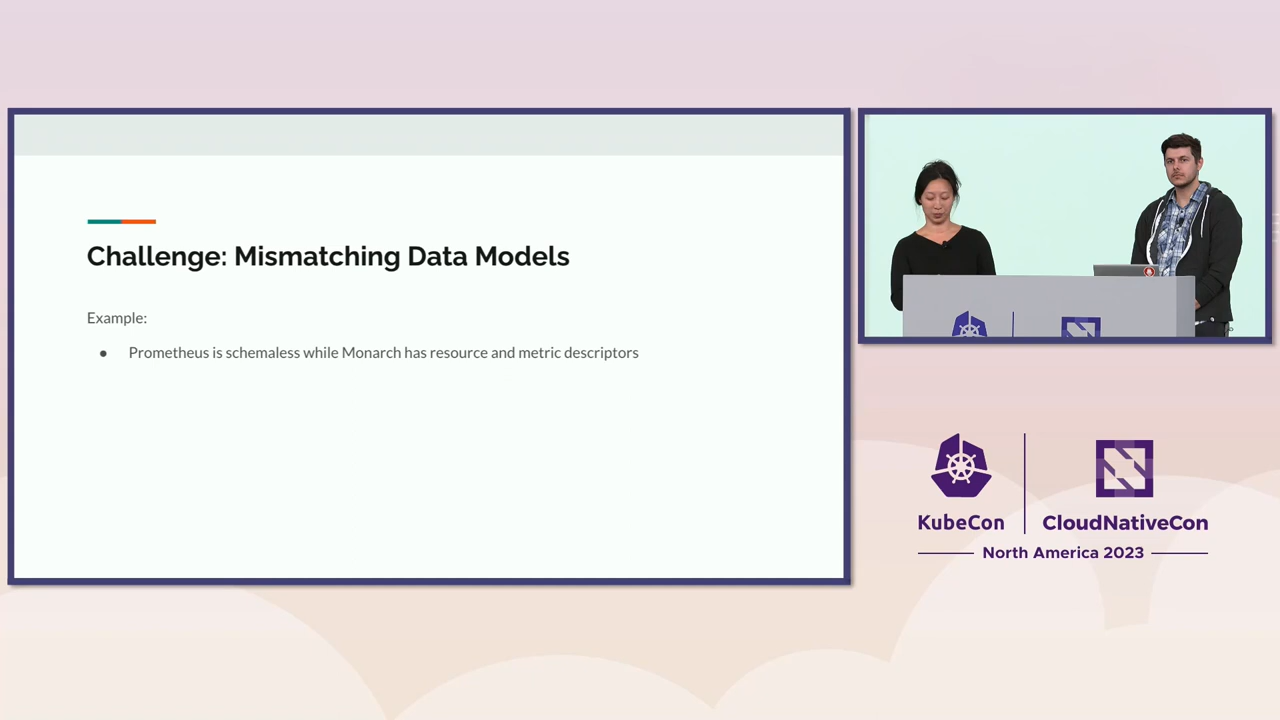 Challenge: Mismatching Data Models
Example:
● Prometheus is schemaless while Monarch has resource and metric descriptors
KubeCon
CloudNativeCon
North America 2023